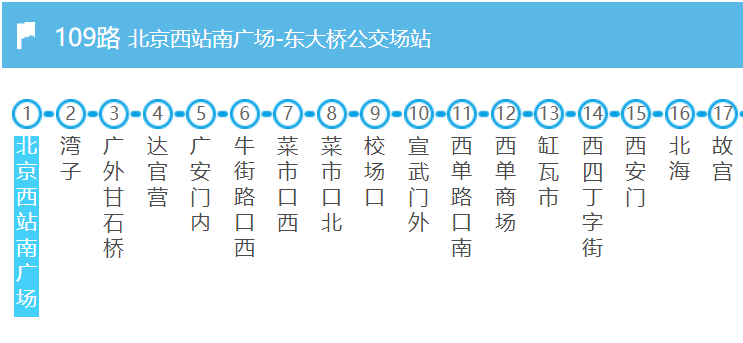 109路 北京西站南广场-东大桥公交场站
1 2 3 4 5 6 7 8 9 10 11 12 13 14 15 16 17
北京西站南广场
湾子
广外甘石桥
达官营
广安门内
牛街路口西
菜市口西
菜市口北
校场口
宣武门外
西单路口南
西单商场
缸瓦市
西四丁字街
西安门
北海
故宫